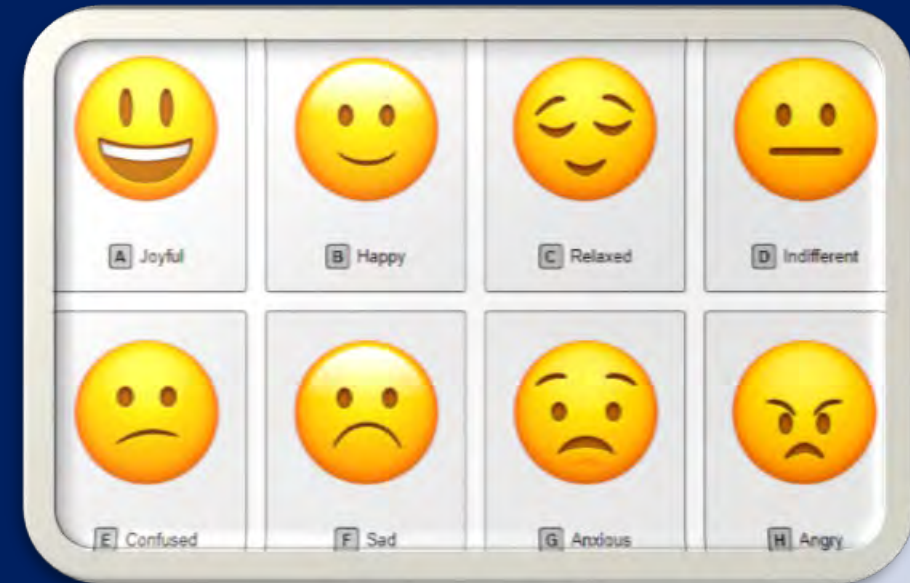 A Joyful
B Happy
C Relaxed
D Indifferent
E Confused
F Sad
G Anxious
H Angry